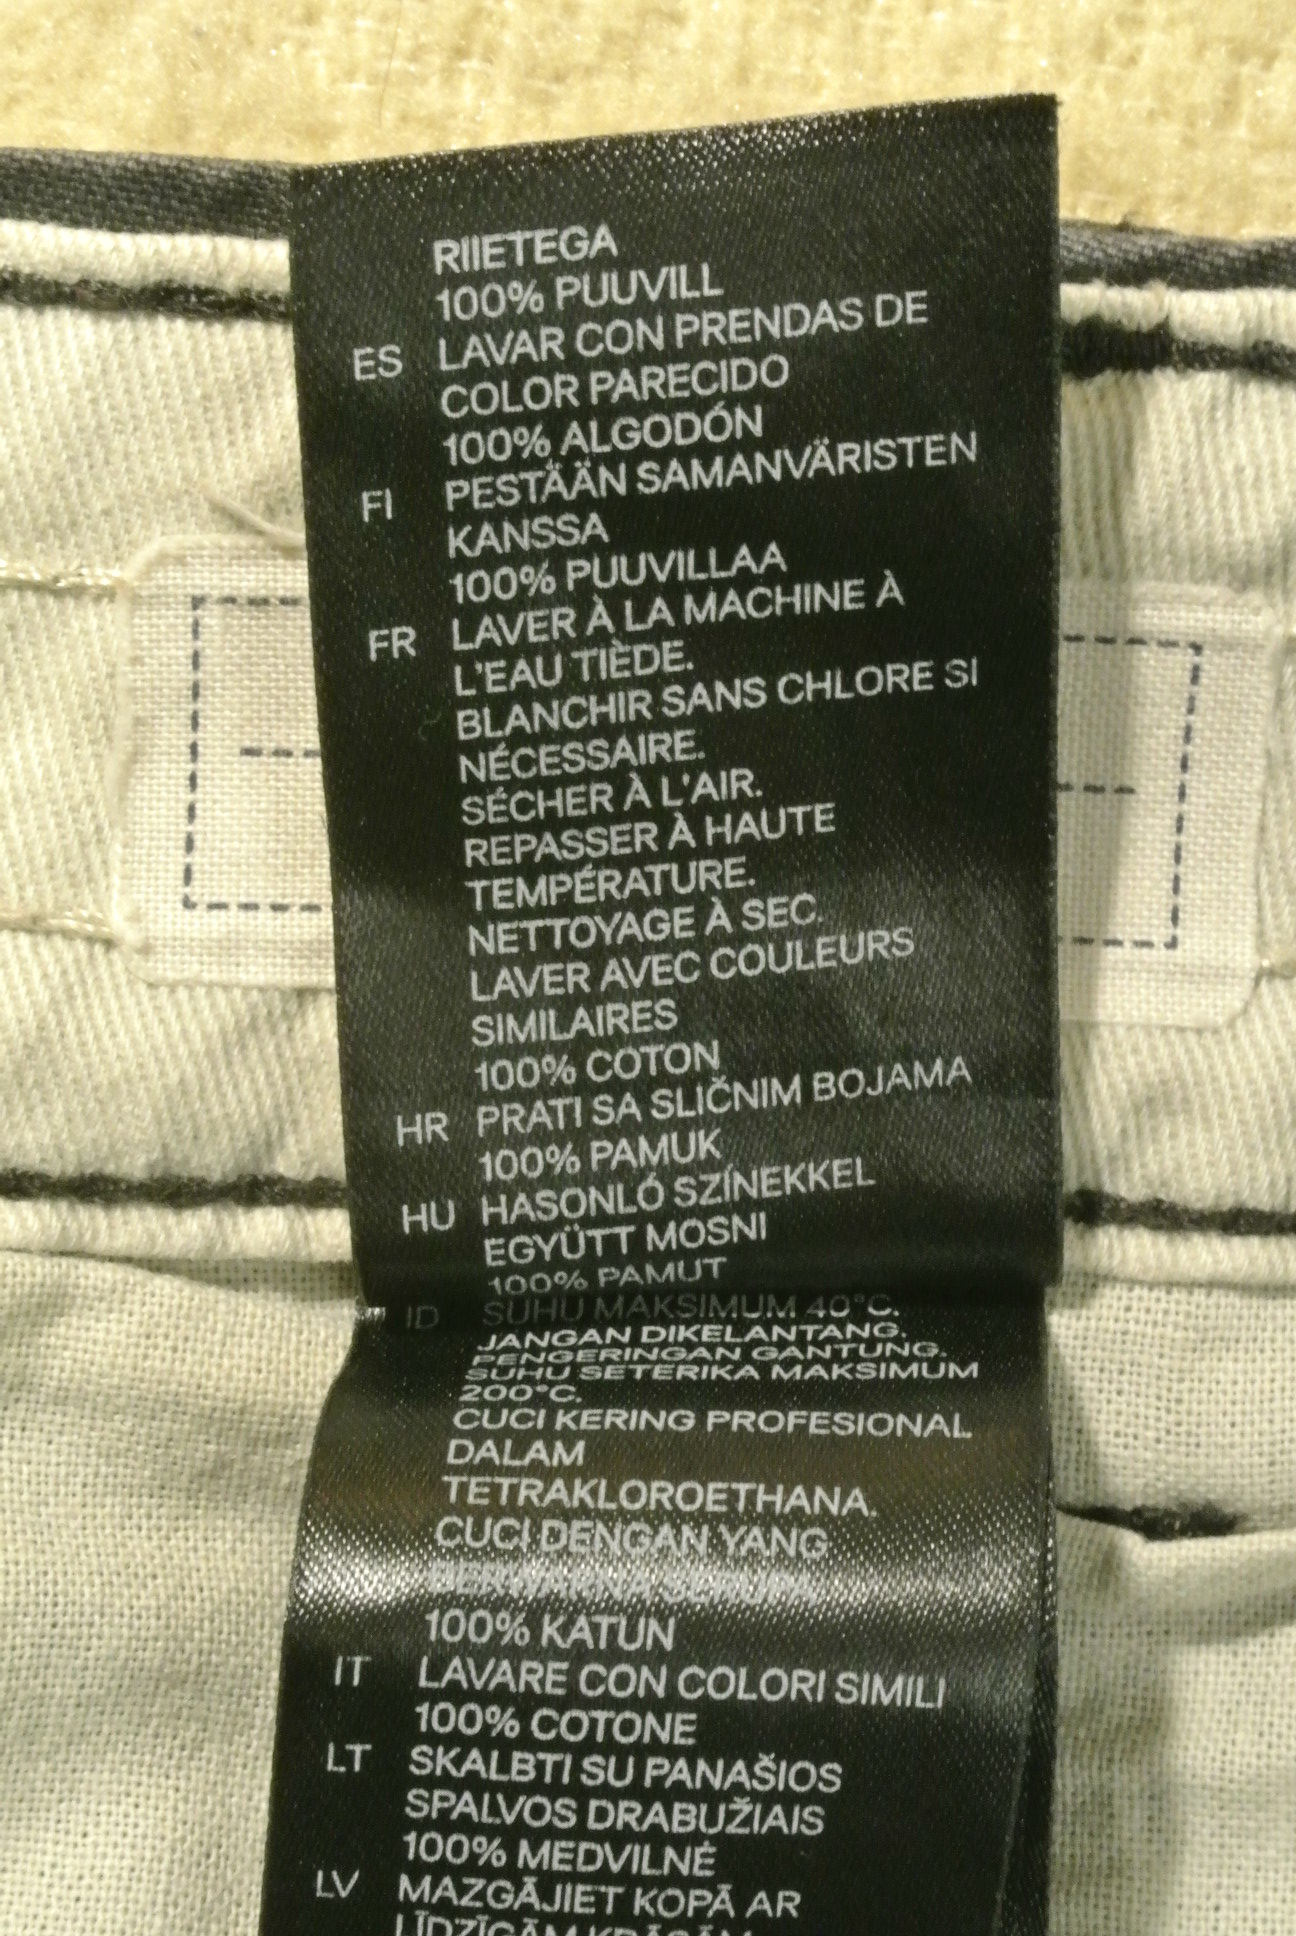 RIIETEGA
100% PUUVILL
ES LAVAR CON PRENDAS DE
COLOR PARECIDO
100% ALGODÓN
FI PESTÄÄN SAMANVÄRISTEN
KANSSA
100% PUUVILLAA
FR LAVER À LA MACHINE À
L'EAU TIÈDE.
BLANCHIR SANS CHLORE SI
NÉCESSAIRE.
SÉCHER À L'AIR.
REPASSER À HAUTE
TEMPÉRATURE.
NETTOYAGE À SEC.
LAVER AVEC COULEURS
SIMILAIRES
100% COTON
HR PRATI SA SLIČNIM BOJAMA
100% PAMUK
HU HASONLÓ SZÍNEKKEL
EGYÜTT MOSNI
100% PAMUT
ID SUHU MAKSIMUM 40°C.
JANGAN DIKELANTANG.
PENGERINGAN GANTUNG.
SUHU SETERIKA MAKSIMUM
200°C.
CUCI KERING PROFESIONAL
DALAM
TETRAKLOROETHANA.
CUCI DENGAN YANG
BERWARNA SERUPA
100% KATUN
IT LAVARE CON COLORI SIMILI
100% COTONE
LT SKALBTI SU PANAŠIOS
SPALVOS DRABUŽIAIS
100% MEDVILNĖ
LV MAZGĀJIET KOPĀ AR
LĪDZĪGĀM KRĀSĀM